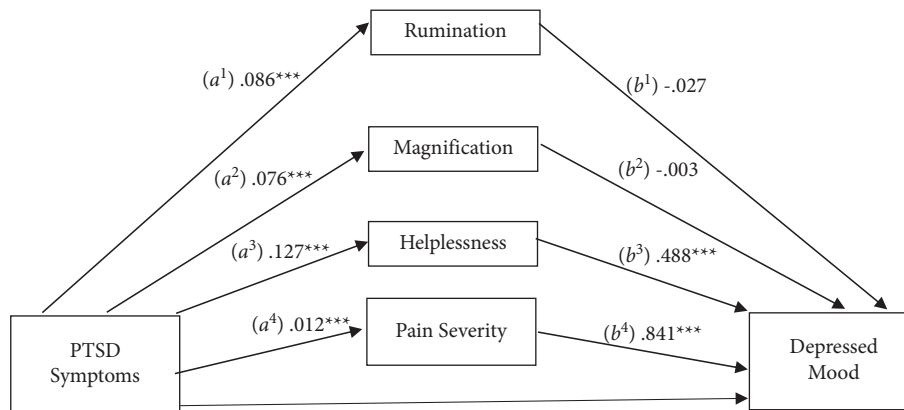 Rumination
(a¹) .086***
(b¹) -.027
Magnification
(a²) .076***
(b²) -.003
Helplessness
(a³) .127***
(b³) .488***
Pain Severity
(a⁴) .012***
(b⁴) .841***
PTSD
Symptoms
Depressed
Mood